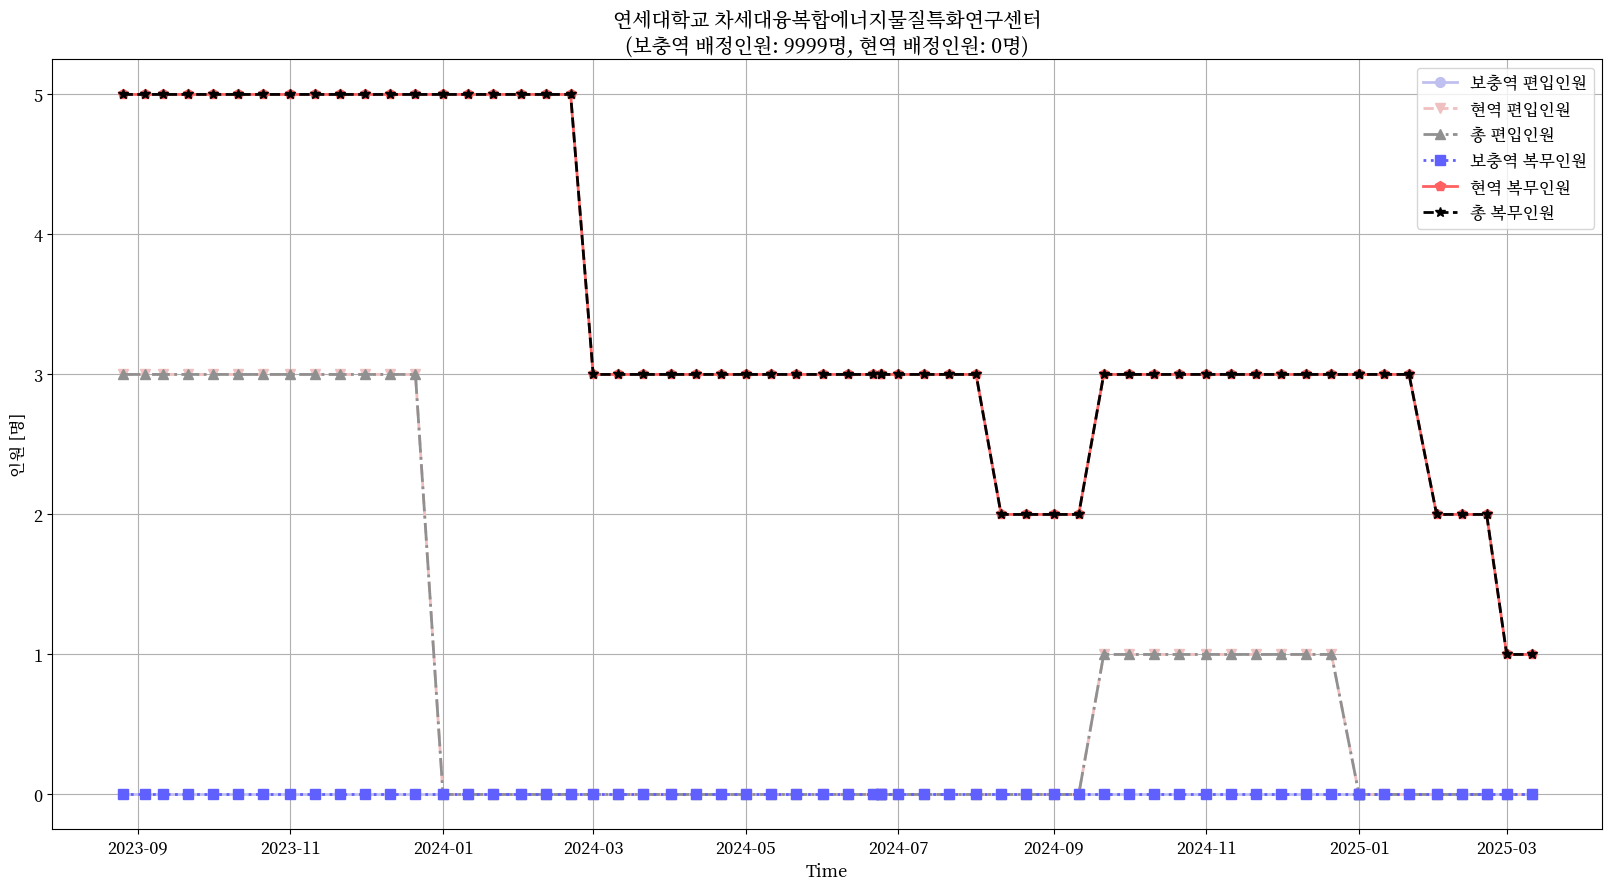 연세대학교 차세대융복합에너지물질특화연구센터
(보충역 배정인원: 9999명, 현역 배정인원: 0명)
보충역 편입인원
현역 편입인원
총 편입인원
보충역 복무인원
현역 복무인원
총 복무인원
인원 [명]
5
4
3
2
1
0
2023-09
2023-11
2024-01
2024-03
2024-05
2024-07
2024-09
2024-11
2025-01
2025-03
Time